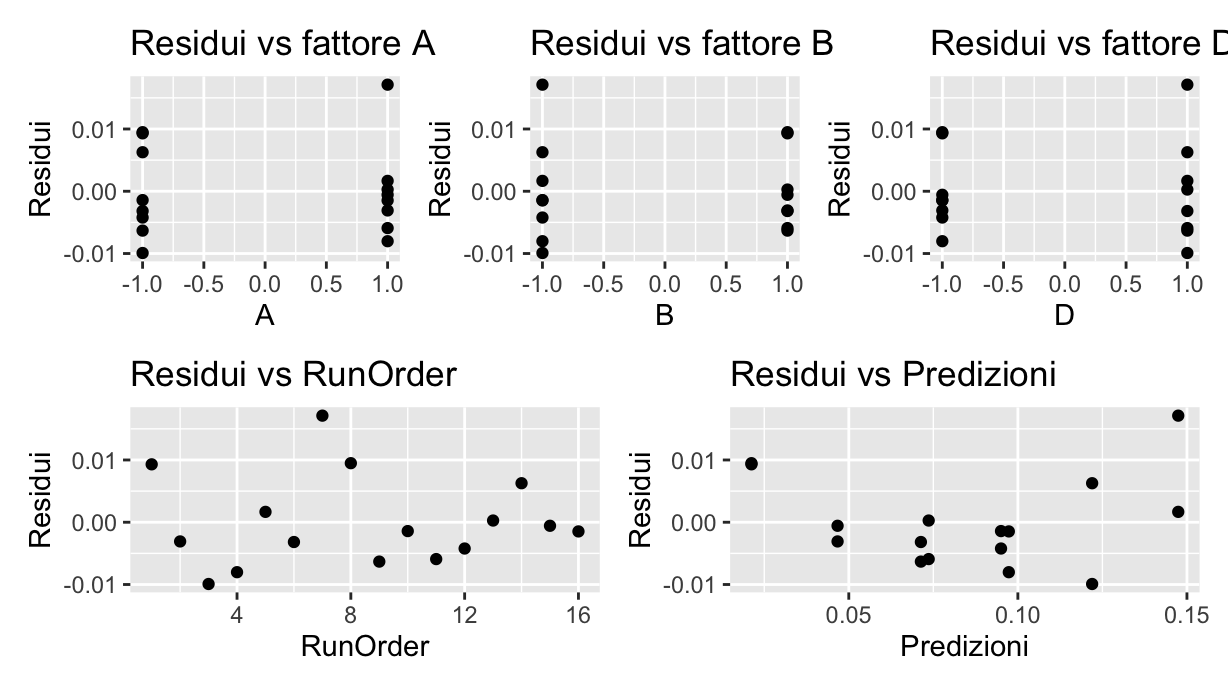 Residui vs fattore A
Residui
0.01
0.00
-0.01
-1.0 -0.5 0.0 0.5 1.0
A
Residui vs fattore B
Residui
0.01
0.00
-0.01
-1.0 -0.5 0.0 0.5 1.0
B
Residui vs fattore D
Residui
0.01
0.00
-0.01
-1.0 -0.5 0.0 0.5 1.0
D
Residui vs RunOrder
Residui
0.01
0.00
-0.01
4 8 12 16
RunOrder
Residui vs Predizioni
Residui
0.01
0.00
-0.01
0.05 0.10 0.15
Predizioni